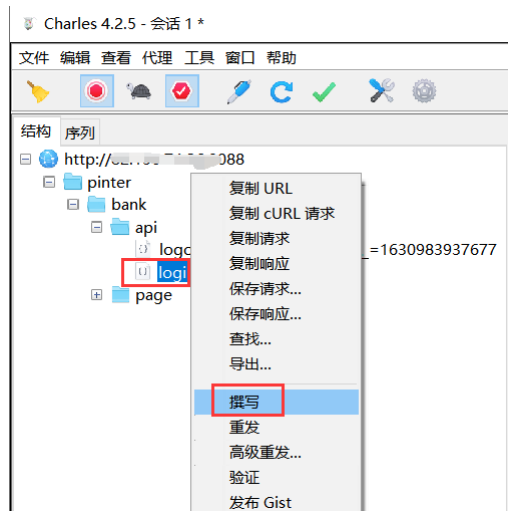 Charles 4.2.5 - 会话 1 *
文件 编辑 查看 代理 工具 窗口 帮助
结构 序列
http://
088
pinter
bank
api
_=1630983937677
logi
page
复制 URL
复制 cURL 请求
复制请求
复制响应
保存请求...
保存响应...
查找...
导出...
撰写
重发
高级重发...
验证
发布 Gist